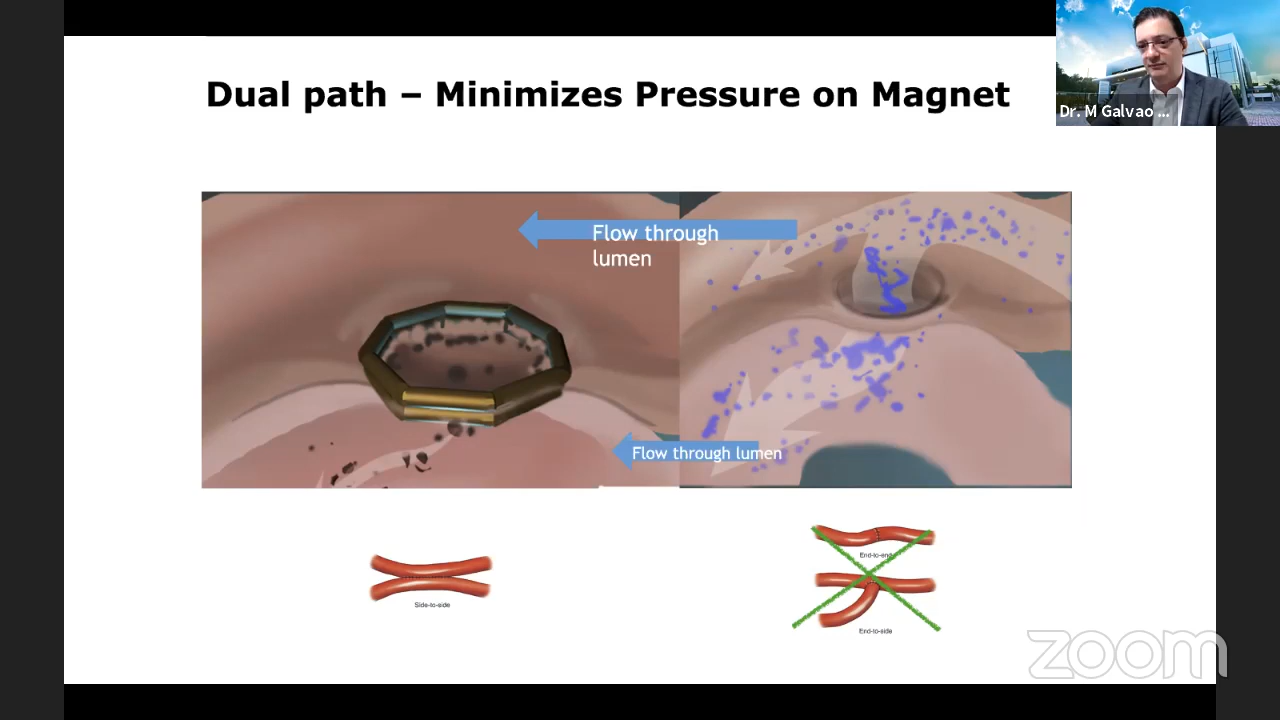 Dual path – Minimizes Pressure on Magnet
Dr. M Galvao ...
Flow through
lumen
Flow through lumen
Side-to-side
End-to-end
End-to-side
zoom